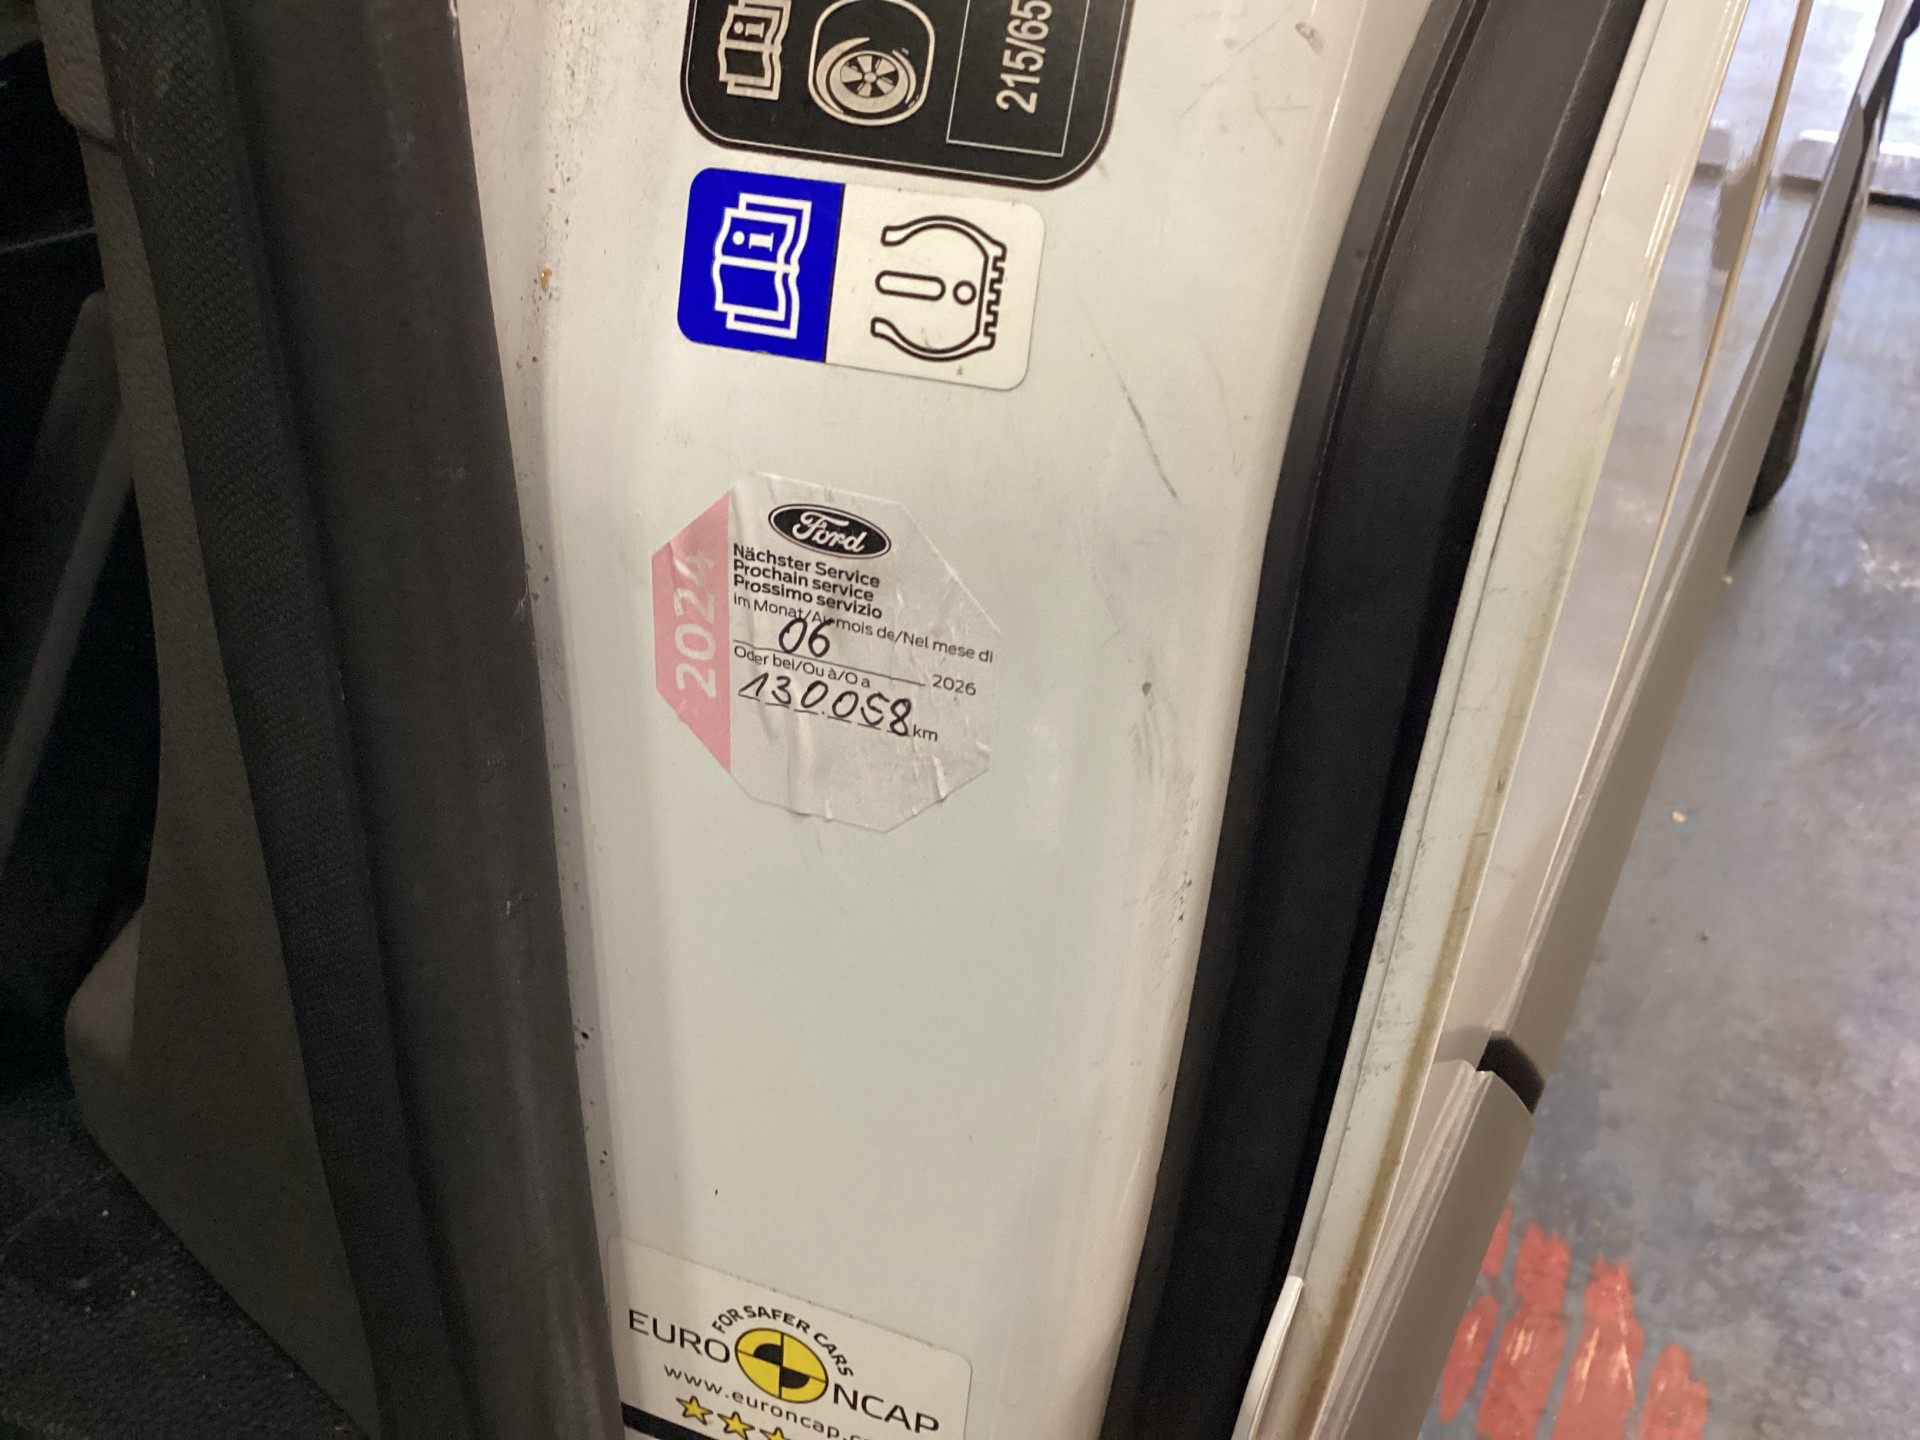 215/65
Ford
2024
Nächster Service
Prochain service
Prossimo servizio
im Monat/Au mois de/Nel mese di
06
2026
Oder bei/Ou à/O a
130058 km
FOR SAFER CARS
EURO NCAP
www.euroncap.c